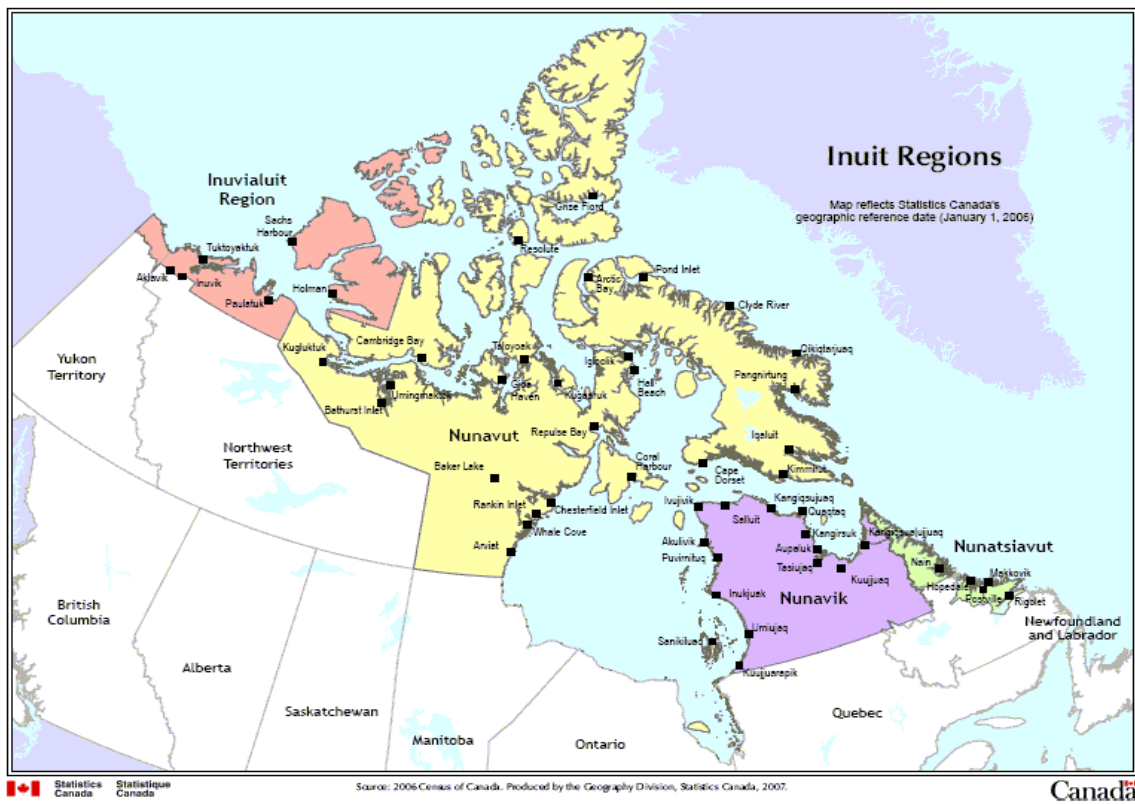 Inuit Regions
Map reflects Statistics Canada's
geographic reference date (January 1, 2006)
Inuvialuit
Region
Sachs
Harbour
Grise Fiord
Tuktoyaktuk
Resolute
Aklavik
Inuvik
Arctic
Bay
Pond Inlet
Paulatuk
Holman
Clyde River
Kugluktuk
Cambridge Bay
Taloyoak
Igloolik
Qikiqtarjuaq
Yukon
Territory
Umingmaktok
Gjoa
Haven
Kugaaruk
Hall
Beach
Pangnirtung
Bathurst Inlet
Northwest
Territories
Nunavut
Repulse Bay
Iqaluit
Baker Lake
Coral
Harbour
Cape
Dorset
Kimmirut
Rankin Inlet
Chesterfield Inlet
Ivujivik
Salluit
Kangiqsujuaq
Quaqtaq
Whale Cove
Kangirsuk
Kangiqsualujjuaq
Arviat
Akulivik
Puvirnituq
Aupaluk
Tasiujaq
Kuujjuaq
Nunatsiavut
Nain
Makkovik
Hopedale
Postville
Rigolet
British
Columbia
Inukjuak
Nunavik
Newfoundland
and Labrador
Umiujaq
Sanikiluaq
Kuujjuarapik
Alberta
Saskatchewan
Manitoba
Ontario
Quebec
Statistics Statistique
Canada Canada
Source: 2006 Census of Canada. Produced by the Geography Division, Statistics Canada, 2007.
Canada